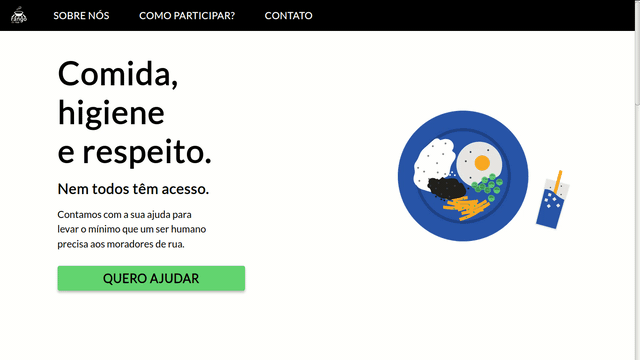 SOBRE NÓS
COMO PARTICIPAR?
CONTATO
Comida,
higiene
e respeito.
Nem todos têm acesso.
Contamos com a sua ajuda para
levar o mínimo que um ser humano
precisa aos moradores de rua.
QUERO AJUDAR